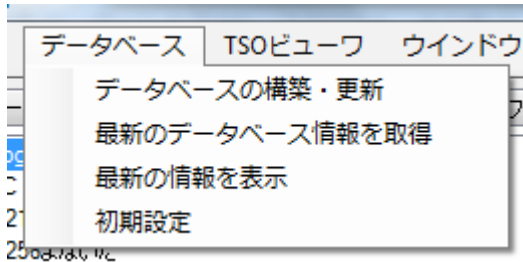 データベース TSOビューワ ウインドウ
データベースの構築・更新
最新のデータベース情報を取得
最新の情報を表示
初期設定